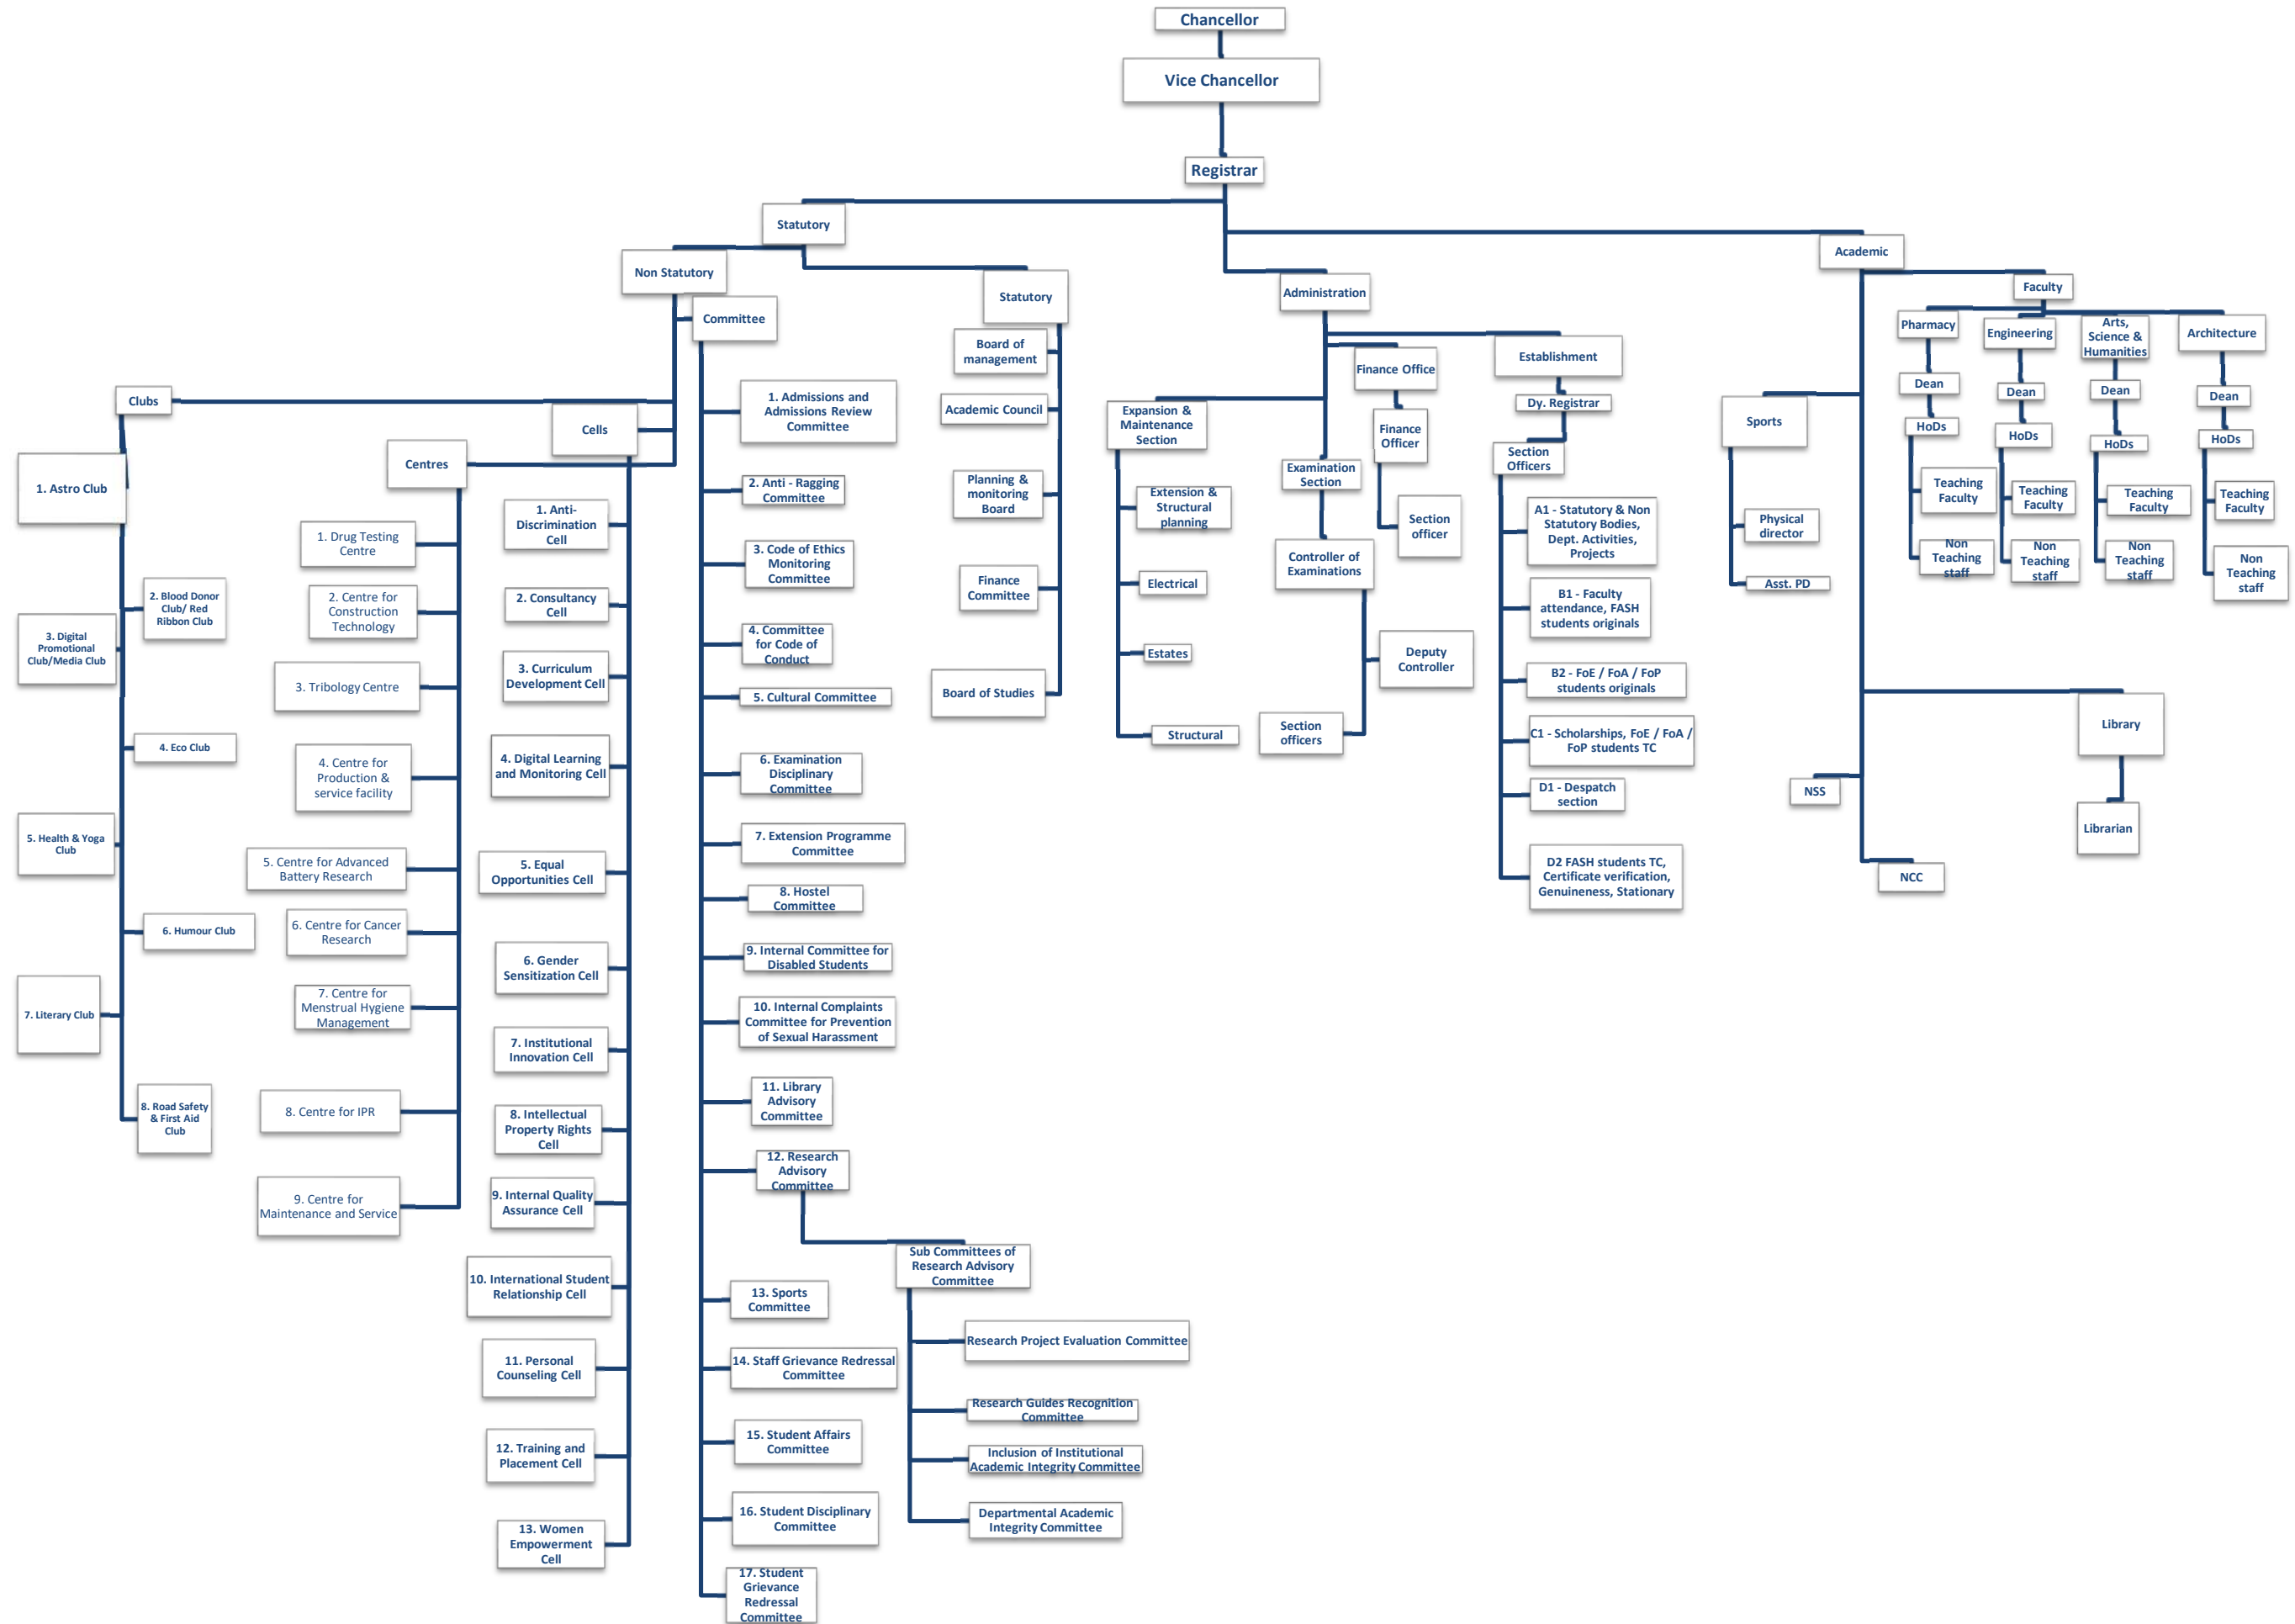 Chancellor
Vice Chancellor
Registrar
Statutory
Non Statutory
Committee
Clubs
1. Astro Club
2. Blood Donor
Club/ Red
Ribbon Club
3. Digital
Promotional
Club/Media Club
4. Eco Club
5. Health & Yoga
Club
6. Humour Club
7. Literary Club
8. Road Safety
& First Aid
Club
Centres
1. Drug Testing
Centre
2. Centre for
Construction
Technology
3. Tribology Centre
4. Centre for
Production &
service facility
5. Centre for Advanced
Battery Research
6. Centre for Cancer
Research
7. Centre for
Menstrual Hygiene
Management
8. Centre for IPR
9. Centre for
Maintenance and Service
Cells
1. Anti-
Discrimination
Cell
2. Consultancy
Cell
3. Curriculum
Development Cell
4. Digital Learning
and Monitoring Cell
5. Equal
Opportunities Cell
6. Gender
Sensitization Cell
7. Institutional
Innovation Cell
8. Intellectual
Property Rights
Cell
9. Internal Quality
Assurance Cell
10. International Student
Relationship Cell
11. Personal
Counseling Cell
12. Training and
Placement Cell
13. Women
Empowerment
Cell
1. Admissions and
Admissions Review
Committee
2. Anti - Ragging
Committee
3. Code of Ethics
Monitoring
Committee
4. Committee
for Code of
Conduct
5. Cultural Committee
6. Examination
Disciplinary
Committee
7. Extension Programme
Committee
8. Hostel
Committee
9. Internal Committee for
Disabled Students
10. Internal Complaints
Committee for Prevention
of Sexual Harassment
11. Library
Advisory
Committee
12. Research
Advisory
Committee
Sub Committees of
Research Advisory
Committee
Research Project Evaluation Committee
Research Guides Recognition
Committee
Inclusion of Institutional
Academic Integrity Committee
Departmental Academic
Integrity Committee
13. Sports
Committee
14. Staff Grievance Redressal
Committee
15. Student Affairs
Committee
16. Student Disciplinary
Committee
17. Student
Grievance
Redressal
Committee
Statutory
Board of
management
Academic Council
Planning &
monitoring
Board
Finance
Committee
Board of Studies
Administration
Expansion &
Maintenance
Section
Extension &
Structural
planning
Electrical
Estates
Structural
Examination
Section
Controller of
Examinations
Deputy
Controller
Section
officers
Finance Office
Finance
Officer
Section
officer
Establishment
Dy. Registrar
Section
Officers
A1 - Statutory & Non
Statutory Bodies,
Dept. Activities,
Projects
B1 - Faculty
attendance, FASH
students originals
B2 - FoE / FoA / FoP
students originals
C1 - Scholarships, FoE / FoA /
FoP students TC
D1 - Despatch
section
D2 FASH students TC,
Certificate verification,
Genuineness, Stationary
Academic
Sports
Physical
director
Asst. PD
NSS
NCC
Library
Librarian
Faculty
Pharmacy
Dean
HoDs
Teaching
Faculty
Non
Teaching
staff
Engineering
Dean
HoDs
Teaching
Faculty
Non
Teaching
staff
Arts,
Science &
Humanities
Dean
HoDs
Teaching
Faculty
Non
Teaching
staff
Architecture
Dean
HoDs
Teaching
Faculty
Non
Teaching
staff